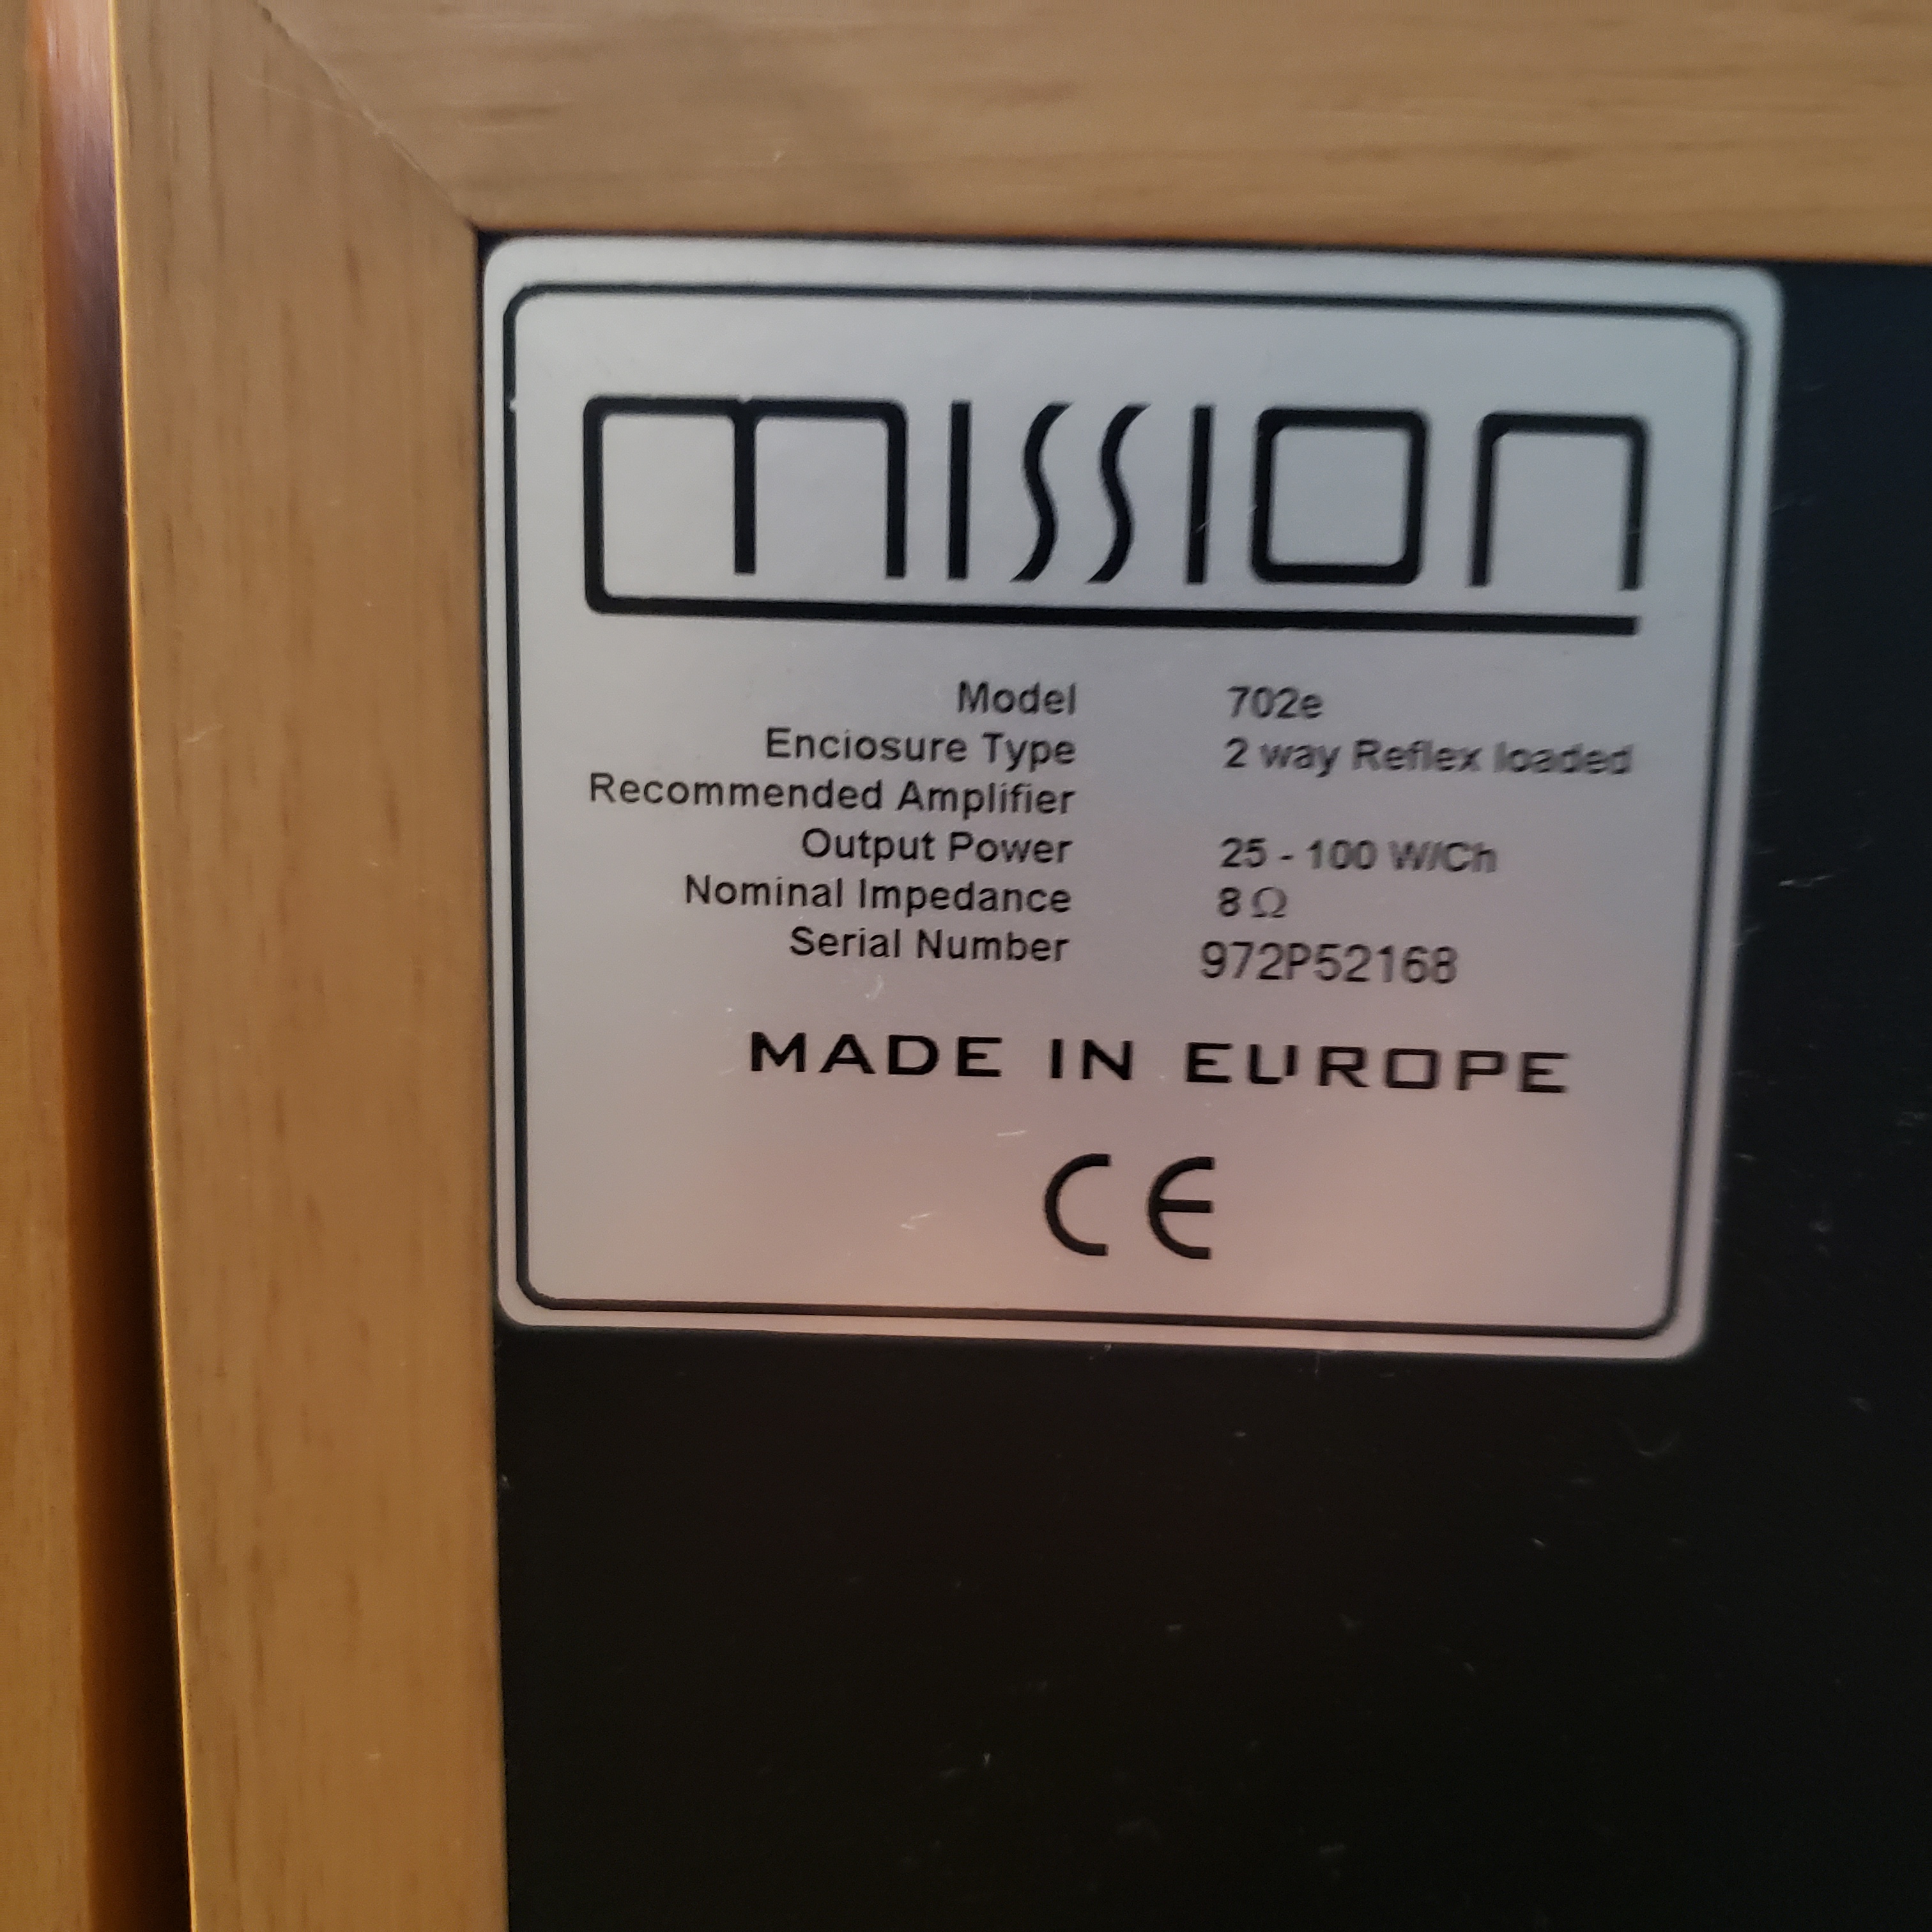 mission
Model 702e
Enciosure Type 2 way Reflex loaded
Recommended Amplifier
Output Power 25 - 100 W/Ch
Nominal Impedance 8 Ω
Serial Number 972P52168
MADE IN EUROPE
CE